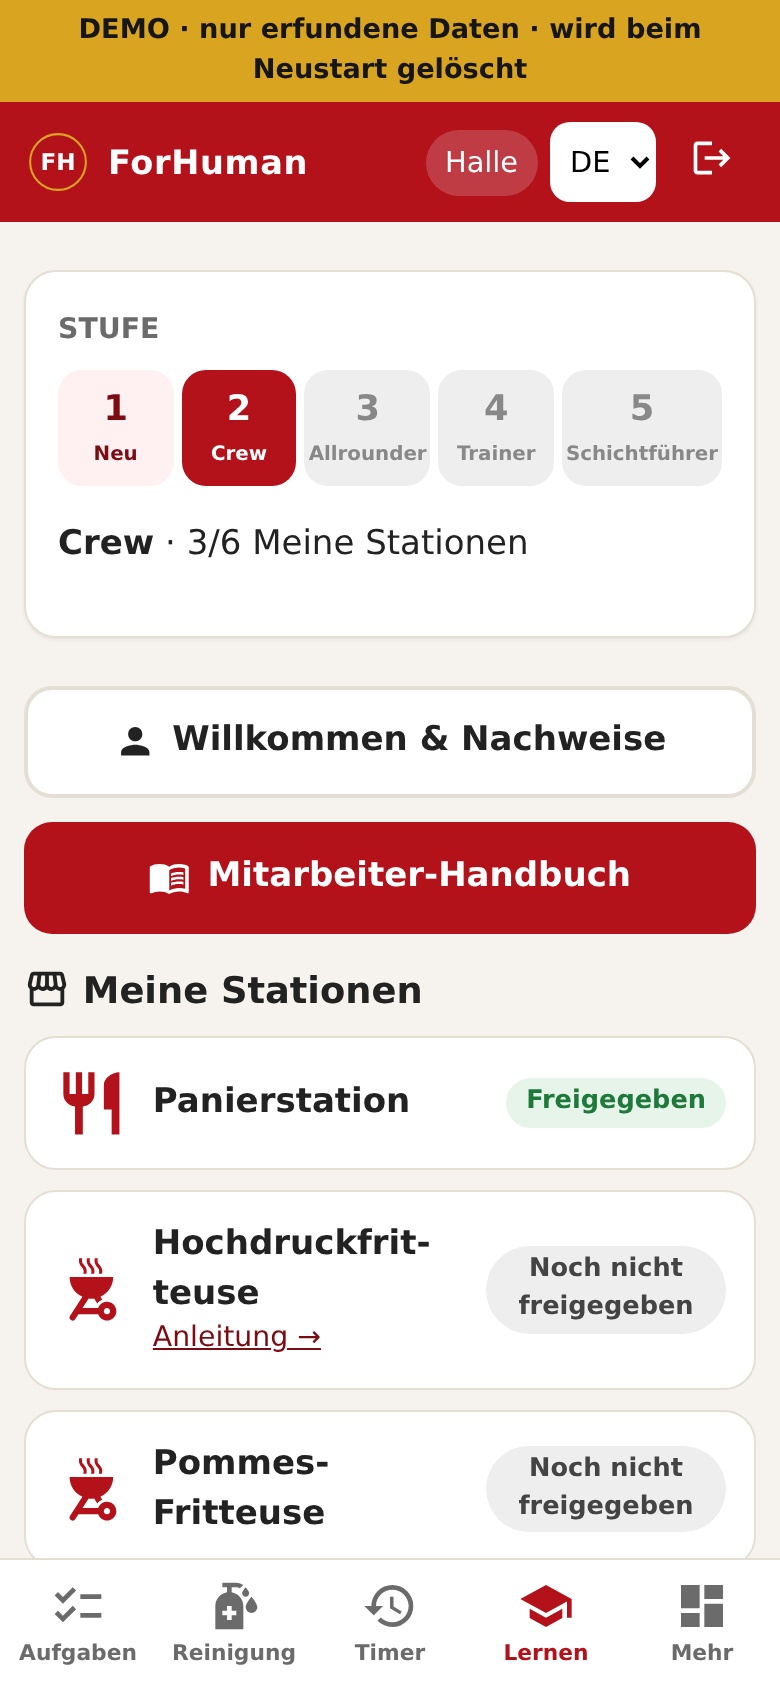 DEMO · nur erfundene Daten · wird beim
Neustart gelöscht
FH ForHuman Halle DE
STUFE
1 2 3 4 5
Neu Crew Allrounder Trainer Schichtführer
Crew · 3/6 Meine Stationen
Willkommen & Nachweise
Mitarbeiter-Handbuch
Meine Stationen
Panierstation Freigegeben
Hochdruckfrit-
teuse
Anleitung →
Noch nicht
freigegeben
Pommes-
Fritteuse
Noch nicht
freigegeben
Aufgaben Reinigung Timer Lernen Mehr